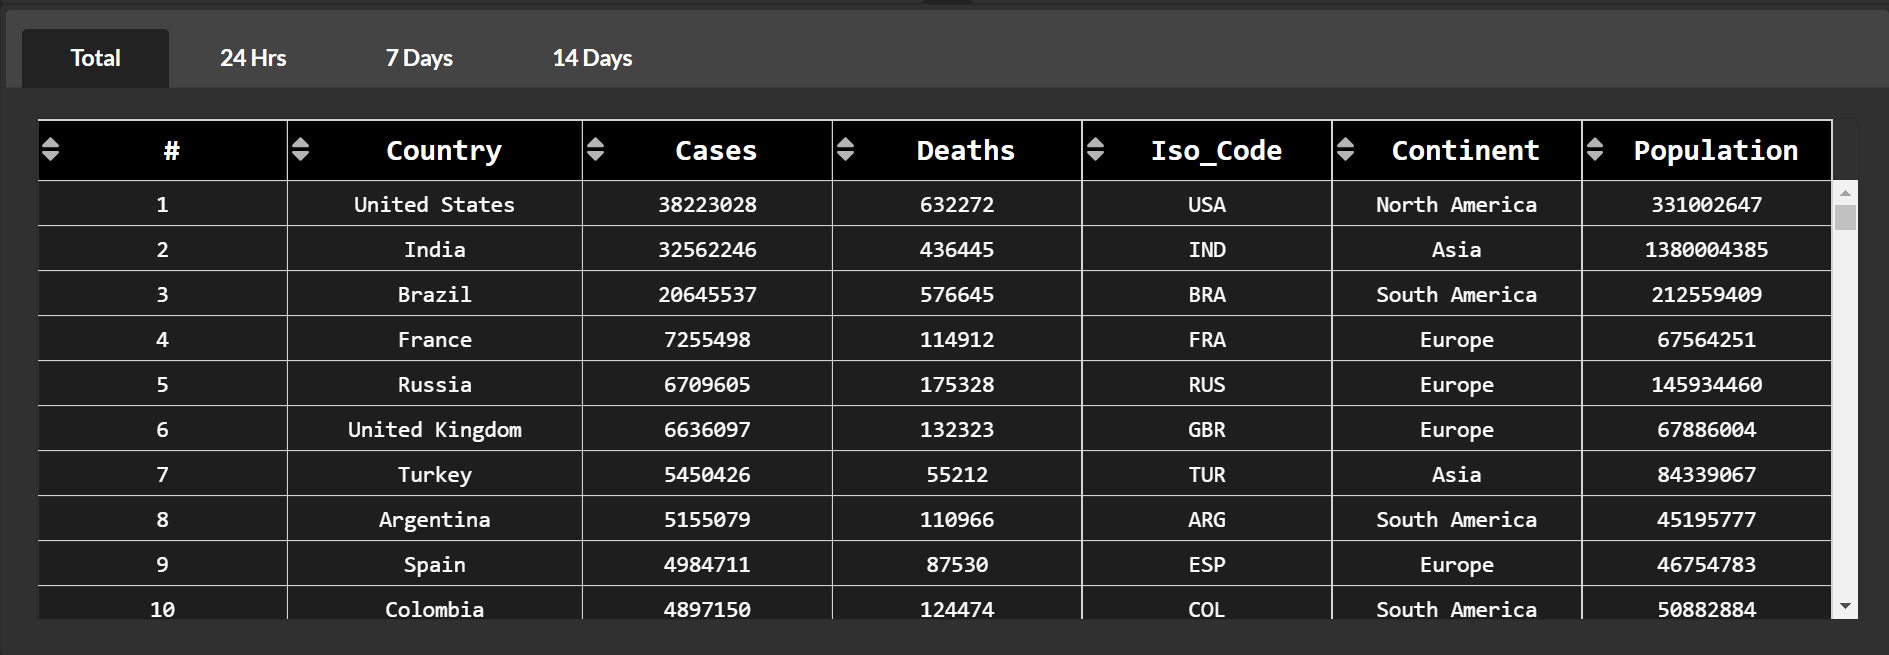 Total 24 Hrs 7 Days 14 Days
# Country Cases Deaths Iso_Code Continent Population
1 United States 38223028 632272 USA North America 331002647
2 India 32562246 436445 IND Asia 1380004385
3 Brazil 20645537 576645 BRA South America 212559409
4 France 7255498 114912 FRA Europe 67564251
5 Russia 6709605 175328 RUS Europe 145934460
6 United Kingdom 6636097 132323 GBR Europe 67886004
7 Turkey 5450426 55212 TUR Asia 84339067
8 Argentina 5155079 110966 ARG South America 45195777
9 Spain 4984711 87530 ESP Europe 46754783
10 Colombia 4897150 124474 COL South America 50882884